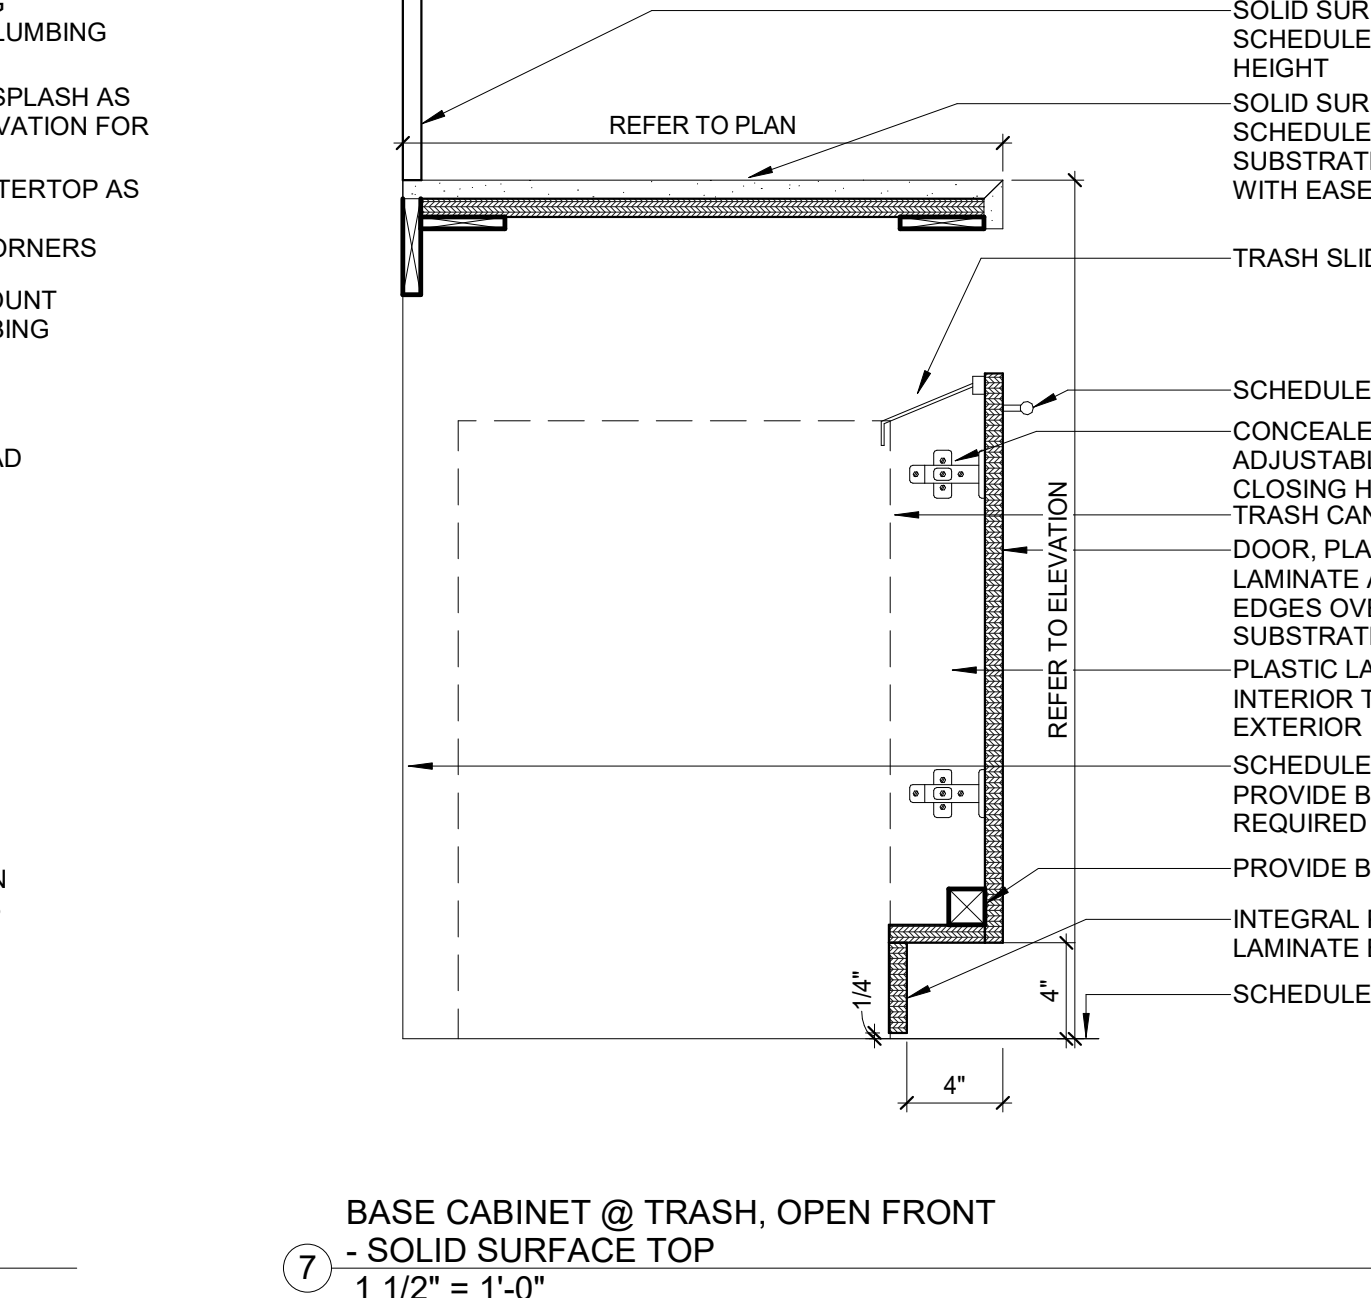 LUMBING
SPLASH AS
VATION FOR
TERTOP AS
ORNERS
OUNT
BING
AD
N
REFER TO PLAN
SOLID SUR
SCHEDULE
HEIGHT
SOLID SUR
SCHEDULE
SUBSTRAT
WITH EASE
TRASH SLID
SCHEDULE
CONCEALE
ADJUSTABL
CLOSING H
TRASH CAN
DOOR, PLA
LAMINATE A
EDGES OVE
SUBSTRAT
PLASTIC LA
INTERIOR T
EXTERIOR
SCHEDULE
PROVIDE B
REQUIRED
PROVIDE B
INTEGRAL
LAMINATE
SCHEDULE
REFER TO ELEVATION
1/4"
4"
4"
BASE CABINET @ TRASH, OPEN FRONT
- SOLID SURFACE TOP
7
1 1/2" = 1'-0"